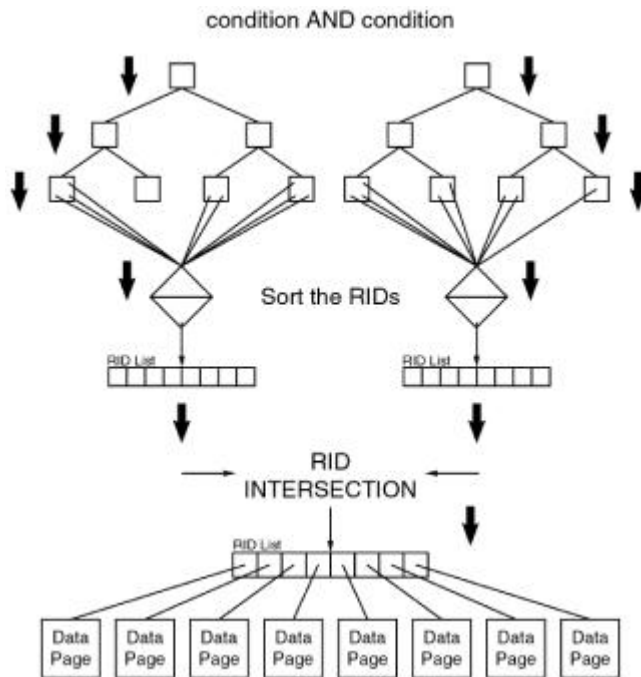 condition AND condition
Sort the RIDs
RID List
RID List
RID
INTERSECTION
RID List
Data
Page
Data
Page
Data
Page
Data
Page
Data
Page
Data
Page
Data
Page
Data
Page